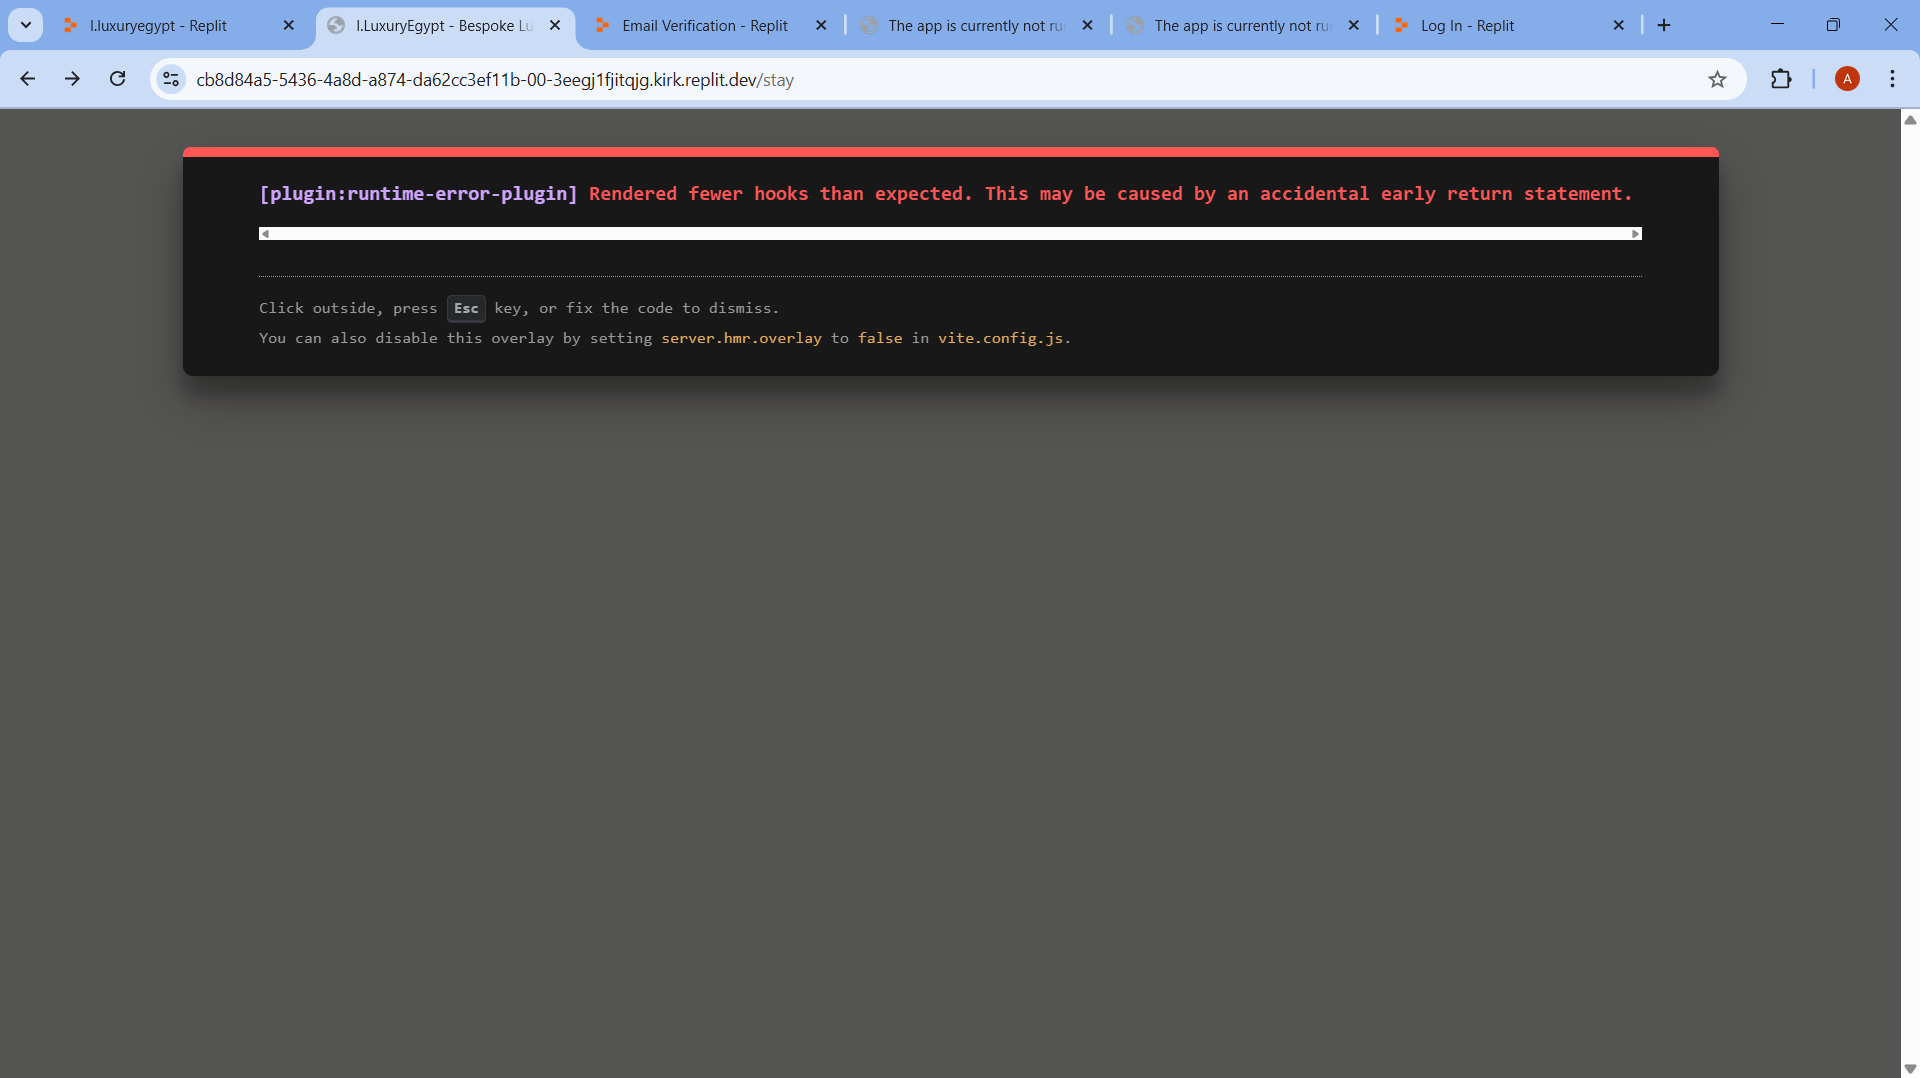 I.luxuryegypt - Replit
I.LuxuryEgypt - Bespoke Lu
Email Verification - Replit
The app is currently not ru
The app is currently not ru
Log In - Replit
cb8d84a5-5436-4a8d-a874-da62cc3ef11b-00-3eegj1fjitqjg.kirk.replit.dev/stay
A
[plugin:runtime-error-plugin] Rendered fewer hooks than expected. This may be caused by an accidental early return statement.
Click outside, press Esc key, or fix the code to dismiss.
You can also disable this overlay by setting server.hmr.overlay to false in vite.config.js.